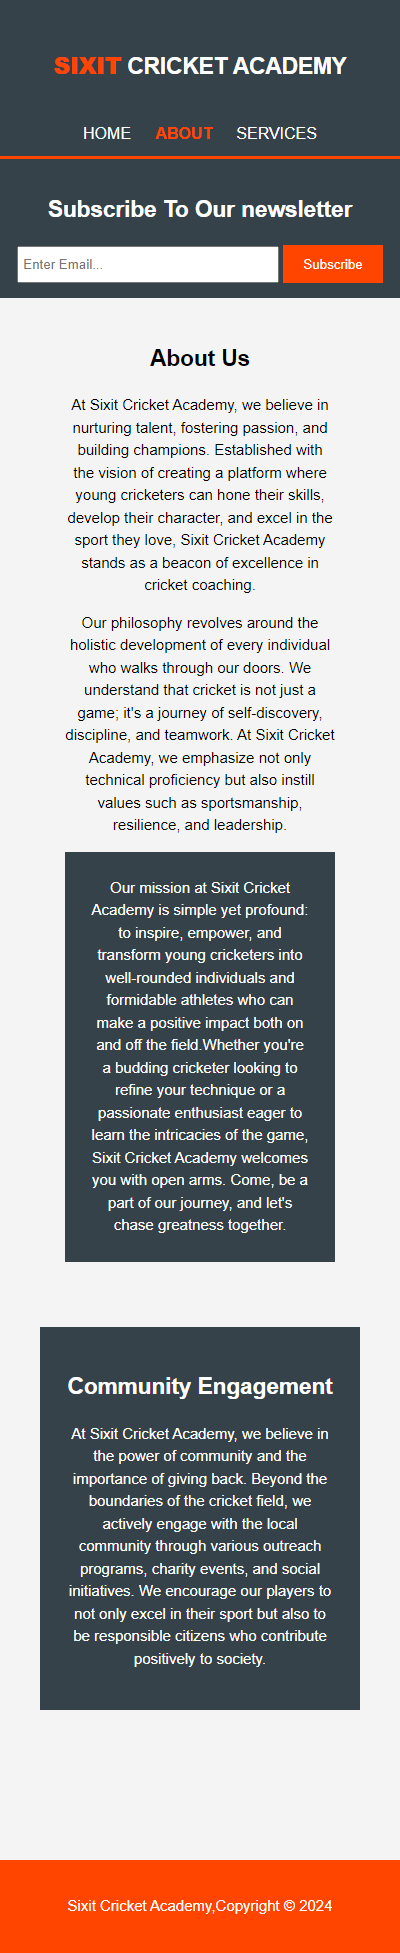 SIXIT CRICKET ACADEMY
HOME ABOUT SERVICES
Subscribe To Our newsletter
Enter Email... Subscribe
About Us
At Sixit Cricket Academy, we believe in
nurturing talent, fostering passion, and
building champions. Established with
the vision of creating a platform where
young cricketers can hone their skills,
develop their character, and excel in the
sport they love, Sixit Cricket Academy
stands as a beacon of excellence in
cricket coaching.
Our philosophy revolves around the
holistic development of every individual
who walks through our doors. We
understand that cricket is not just a
game; it's a journey of self-discovery,
discipline, and teamwork. At Sixit Cricket
Academy, we emphasize not only
technical proficiency but also instill
values such as sportsmanship,
resilience, and leadership.
Our mission at Sixit Cricket
Academy is simple yet profound:
to inspire, empower, and
transform young cricketers into
well-rounded individuals and
formidable athletes who can
make a positive impact both on
and off the field.Whether you're
a budding cricketer looking to
refine your technique or a
passionate enthusiast eager to
learn the intricacies of the game,
Sixit Cricket Academy welcomes
you with open arms. Come, be a
part of our journey, and let's
chase greatness together.
Community Engagement
At Sixit Cricket Academy, we believe in
the power of community and the
importance of giving back. Beyond the
boundaries of the cricket field, we
actively engage with the local
community through various outreach
programs, charity events, and social
initiatives. We encourage our players to
not only excel in their sport but also to
be responsible citizens who contribute
positively to society.
Sixit Cricket Academy,Copyright © 2024